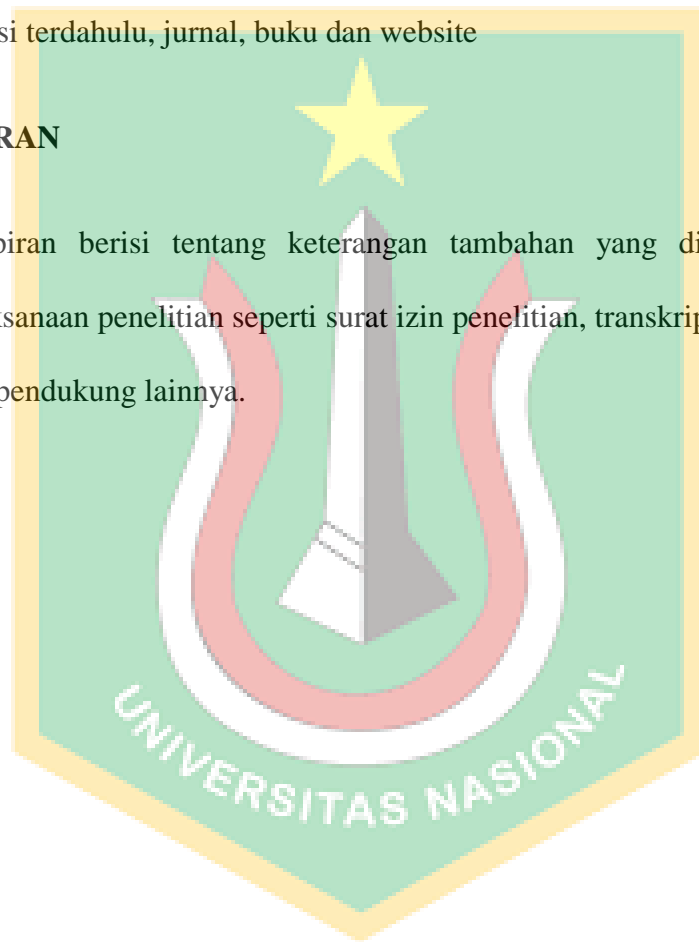 si terdahulu, jurnal, buku dan website
RAN
piran berisi tentang keterangan tambahan yang di
ksanaan penelitian seperti surat izin penelitian, transkrip
pendukung lainnya.
UNIVERSITAS NASIONAL